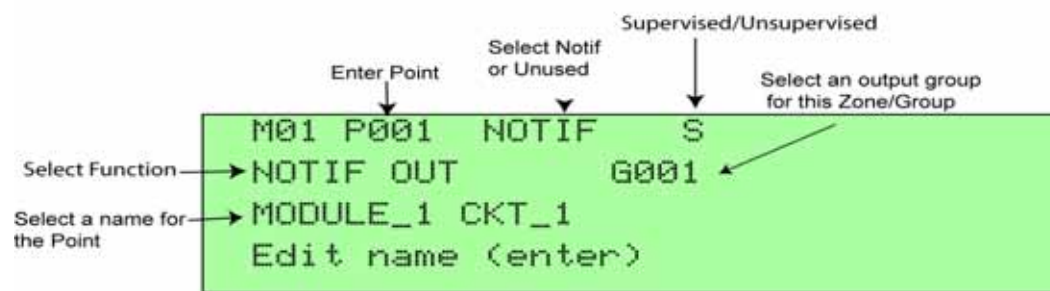 Supervised/Unsupervised
Select Notif
or Unused
Enter Point
Select an output group
for this Zone/Group
M01 P001 NOTIF S
Select Function
NOTIF OUT G001
Select a name for
the Point
MODULE_1 CKT_1
Edit name (enter)